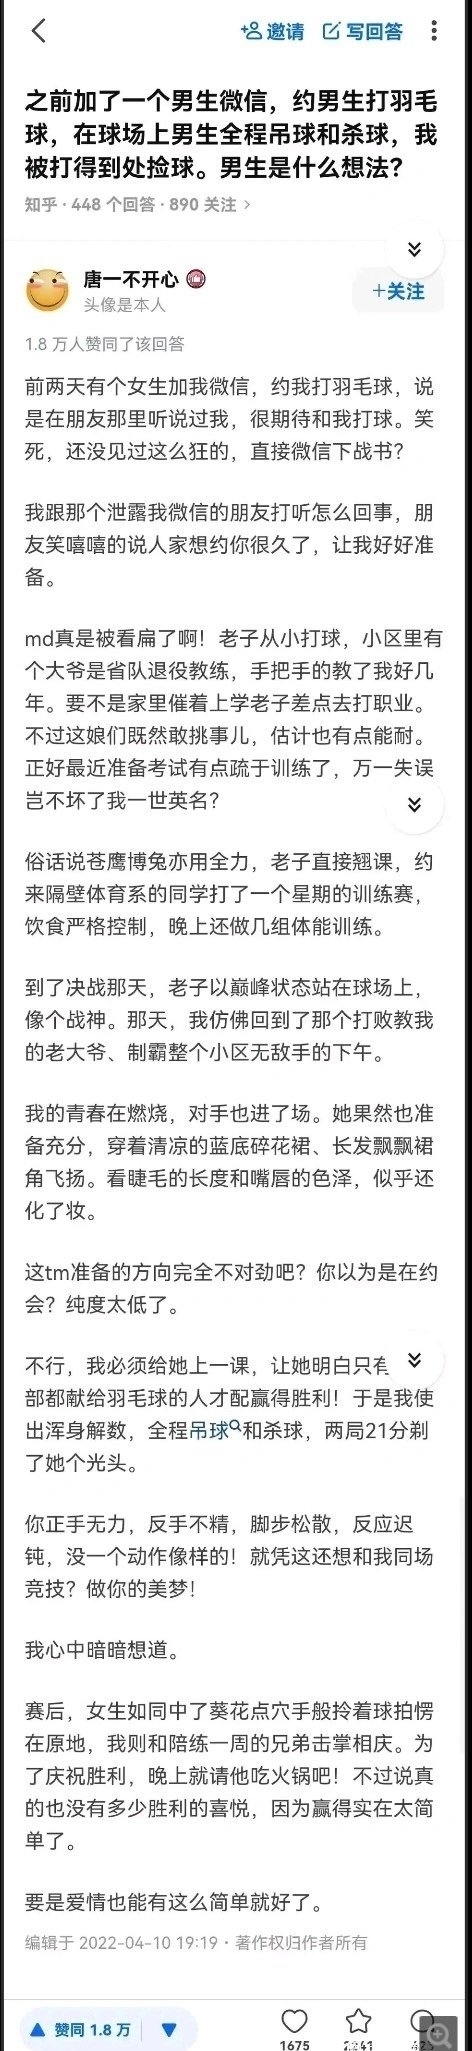 邀请 写回答
之前加了一个男生微信，约男生打羽毛
球，在球场上男生全程吊球和杀球，我
被打得到处捡球。男生是什么想法？
知乎 · 448 个回答 · 890 关注 >
唐一不开心
头像是本人
+关注
1.8 万人赞同了该回答
前两天有个女生加我微信，约我打羽毛球，说
是在朋友那里听说过我，很期待和我打球。笑
死，还没见过这么狂的，直接微信下战书？
我跟那个泄露我微信的朋友打听怎么回事，朋
友笑嘻嘻的说人家想约你很久了，让我好好准
备。
md真是被看扁了啊！老子从小打球，小区里有
个大爷是省队退役教练，手把手的教了我好几
年。要不是家里催着上学老子差点去打职业。
不过这娘们既然敢挑事儿，估计也有点能耐。
正好最近准备考试有点疏于训练了，万一失误
岂不坏了我一世英名？
俗话说苍鹰博兔亦用全力，老子直接翘课，约
来隔壁体育系的同学打了一个星期的训练赛，
饮食严格控制，晚上还做几组体能训练。
到了决战那天，老子以巅峰状态站在球场上，
像个战神。那天，我仿佛回到了那个打败教我
的老大爷、制霸整个小区无敌手的下午。
我的青春在燃烧，对手也进了场。她果然也准
备充分，穿着清凉的蓝底碎花裙、长发飘飘裙
角飞扬。看睫毛的长度和嘴唇的色泽，似乎还
化了妆。
这tm准备的方向完全不对劲吧？你以为是在约
会？纯度太低了。
不行，我必须给她上一课，让她明白只有
部都献给羽毛球的人才配赢得胜利！于是我使
出浑身解数，全程吊球和杀球，两局21分剃
了她个光头。
你正手无力，反手不精，脚步松散，反应迟
钝，没一个动作像样的！就凭这还想和我同场
竞技？做你的美梦！
我心中暗暗想道。
赛后，女生如同中了葵花点穴手般拎着球拍愣
在原地，我则和陪练一周的兄弟击掌相庆。为
了庆祝胜利，晚上就请他吃火锅吧！不过说真
的也没有多少胜利的喜悦，因为赢得实在太简
单了。
要是爱情也能有这么简单就好了。
编辑于 2022-04-10 19:19 · 著作权归作者所有
赞同 1.8 万
1675